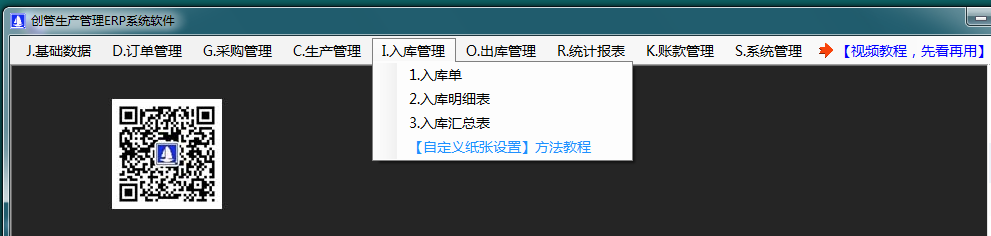 创管生产管理ERP系统软件
J.基础数据 D.订单管理 G.采购管理 C.生产管理 I.入库管理 O.出库管理 R.统计报表 K.账款管理 S.系统管理 【视频教程，先看再用】
1.入库单
2.入库明细表
3.入库汇总表
【自定义纸张设置】方法教程